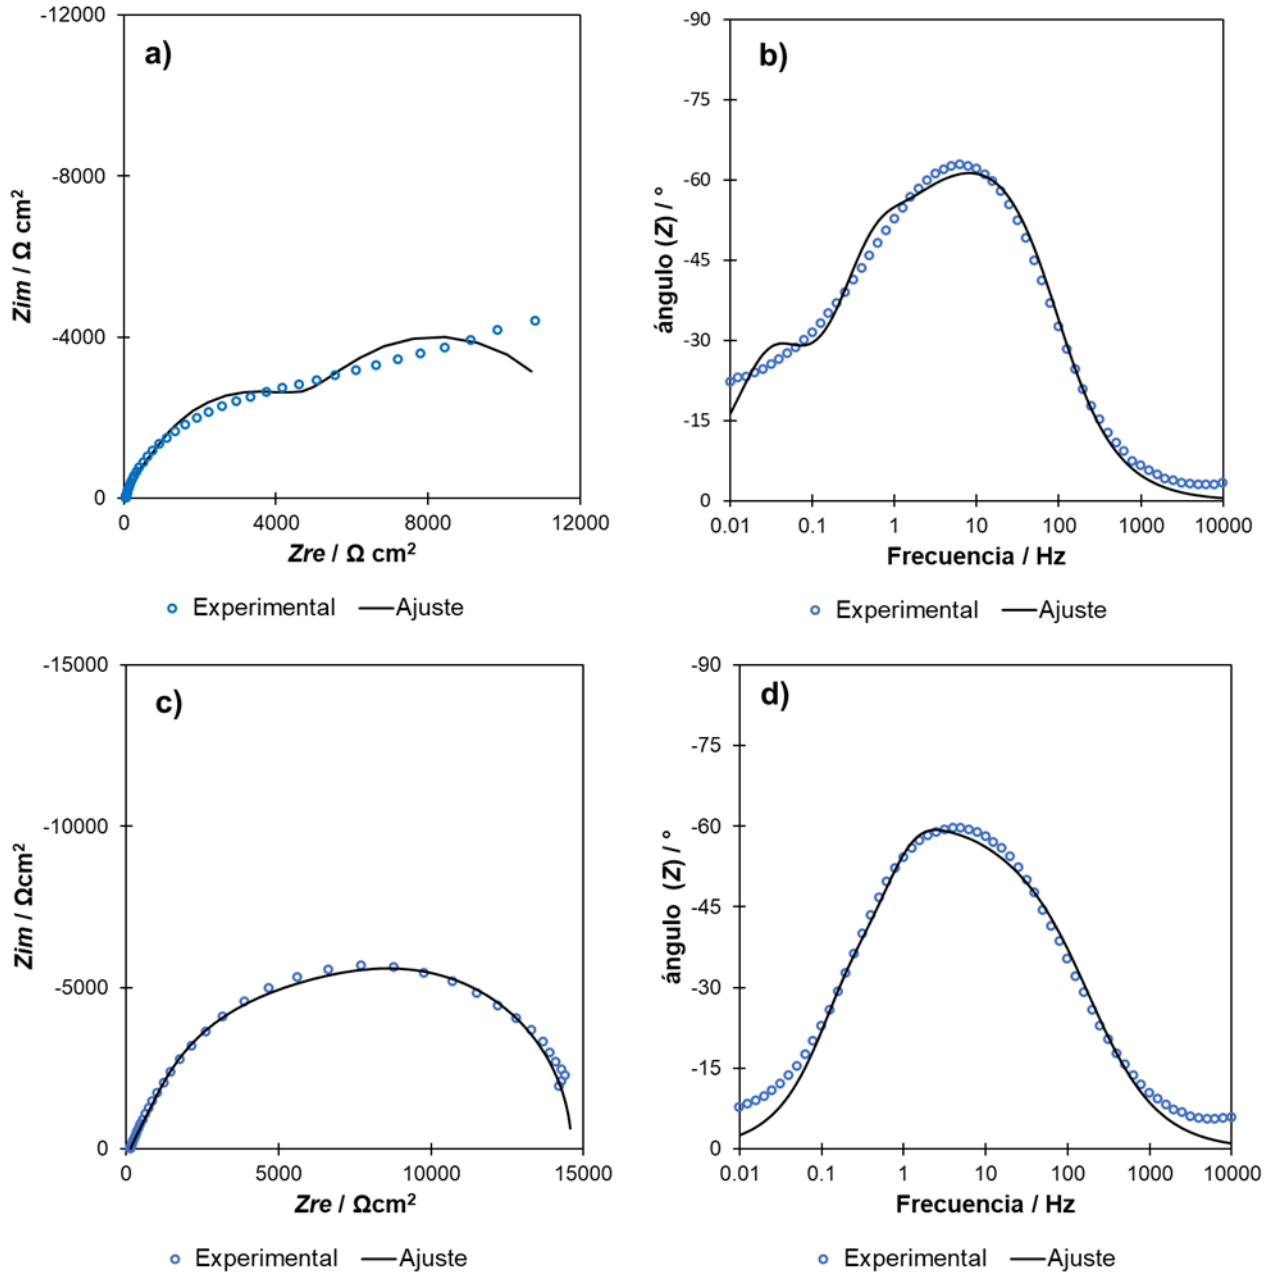 a)
-12000
-8000
-4000
0
Zim / Ω cm²
0 4000 8000 12000
Zre / Ω cm²
Experimental Ajuste
b)
-90
-75
-60
-45
-30
-15
0
ángulo (Z) / °
0.01 0.1 1 10 100 1000 10000
Frecuencia / Hz
Experimental Ajuste
c)
-15000
-10000
-5000
0
Zim / Ωcm²
0 5000 10000 15000
Zre / Ωcm²
Experimental Ajuste
d)
-90
-75
-60
-45
-30
-15
0
ángulo (Z) / °
0.01 0.1 1 10 100 1000 10000
Frecuencia / Hz
Experimental Ajuste